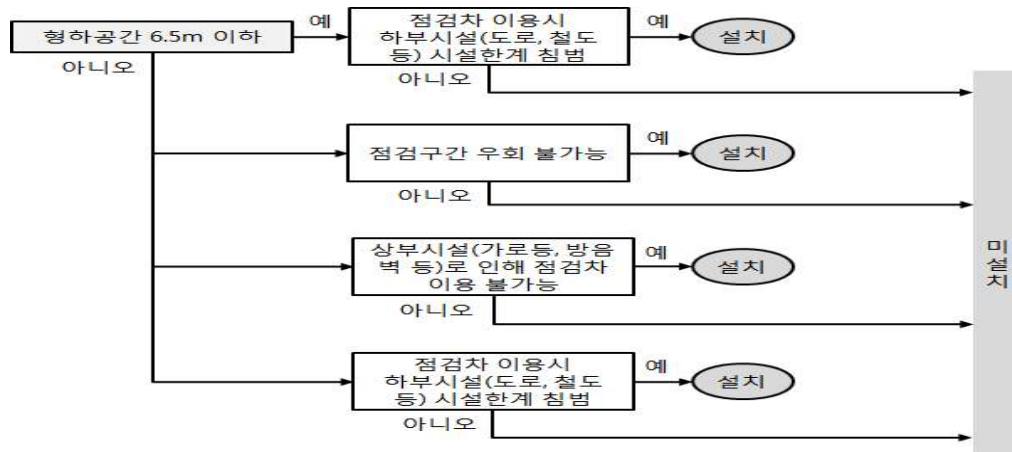 형하공간 6.5m 이하
예
점검차 이용시
하부시설(도로, 철도
등) 시설한계 침범
예
설치
아니오
아니오
점검구간 우회 불가능
예
설치
아니오
상부시설(가로등, 방음
벽 등)로 인해 점검차
이용 불가능
예
설치
아니오
점검차 이용시
하부시설(도로, 철도
등) 시설한계 침범
예
설치
아니오
미
설
치